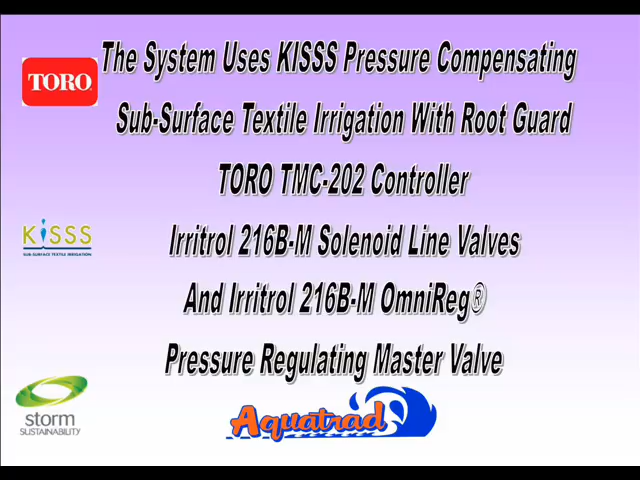 The System Uses KISSS Pressure Compensating
TORO
Sub-Surface Textile Irrigation With Root Guard
TORO TMC-202 Controller
KISSS
SUB-SURFACE TEXTILE IRRIGATION
Irritrol 216B-M Solenoid Line Valves
And Irritrol 216B-M OmniReg®
Pressure Regulating Master Valve
storm
SUSTAINABILITY
Aquatrad